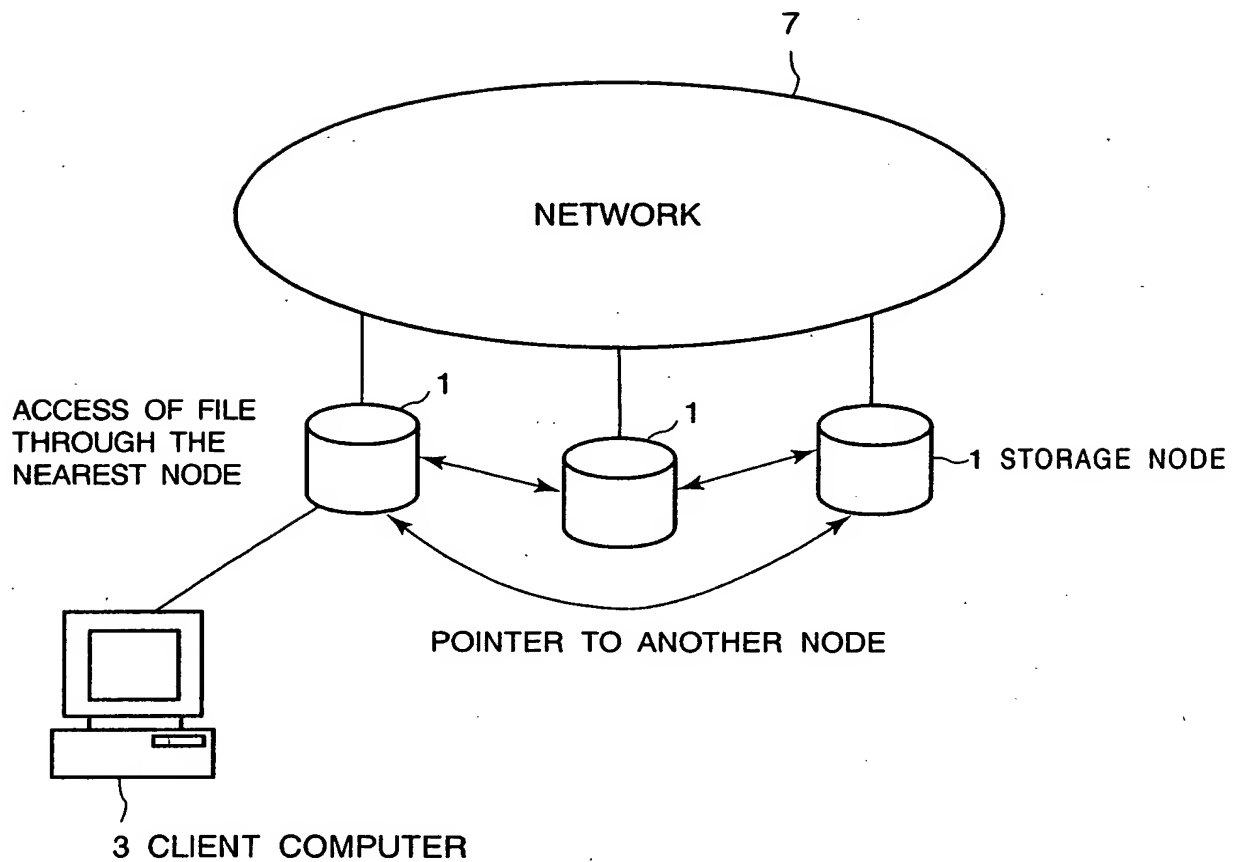 7
NETWORK
ACCESS OF FILE
THROUGH THE
NEAREST NODE
1
1
1 STORAGE NODE
POINTER TO ANOTHER NODE
3 CLIENT COMPUTER